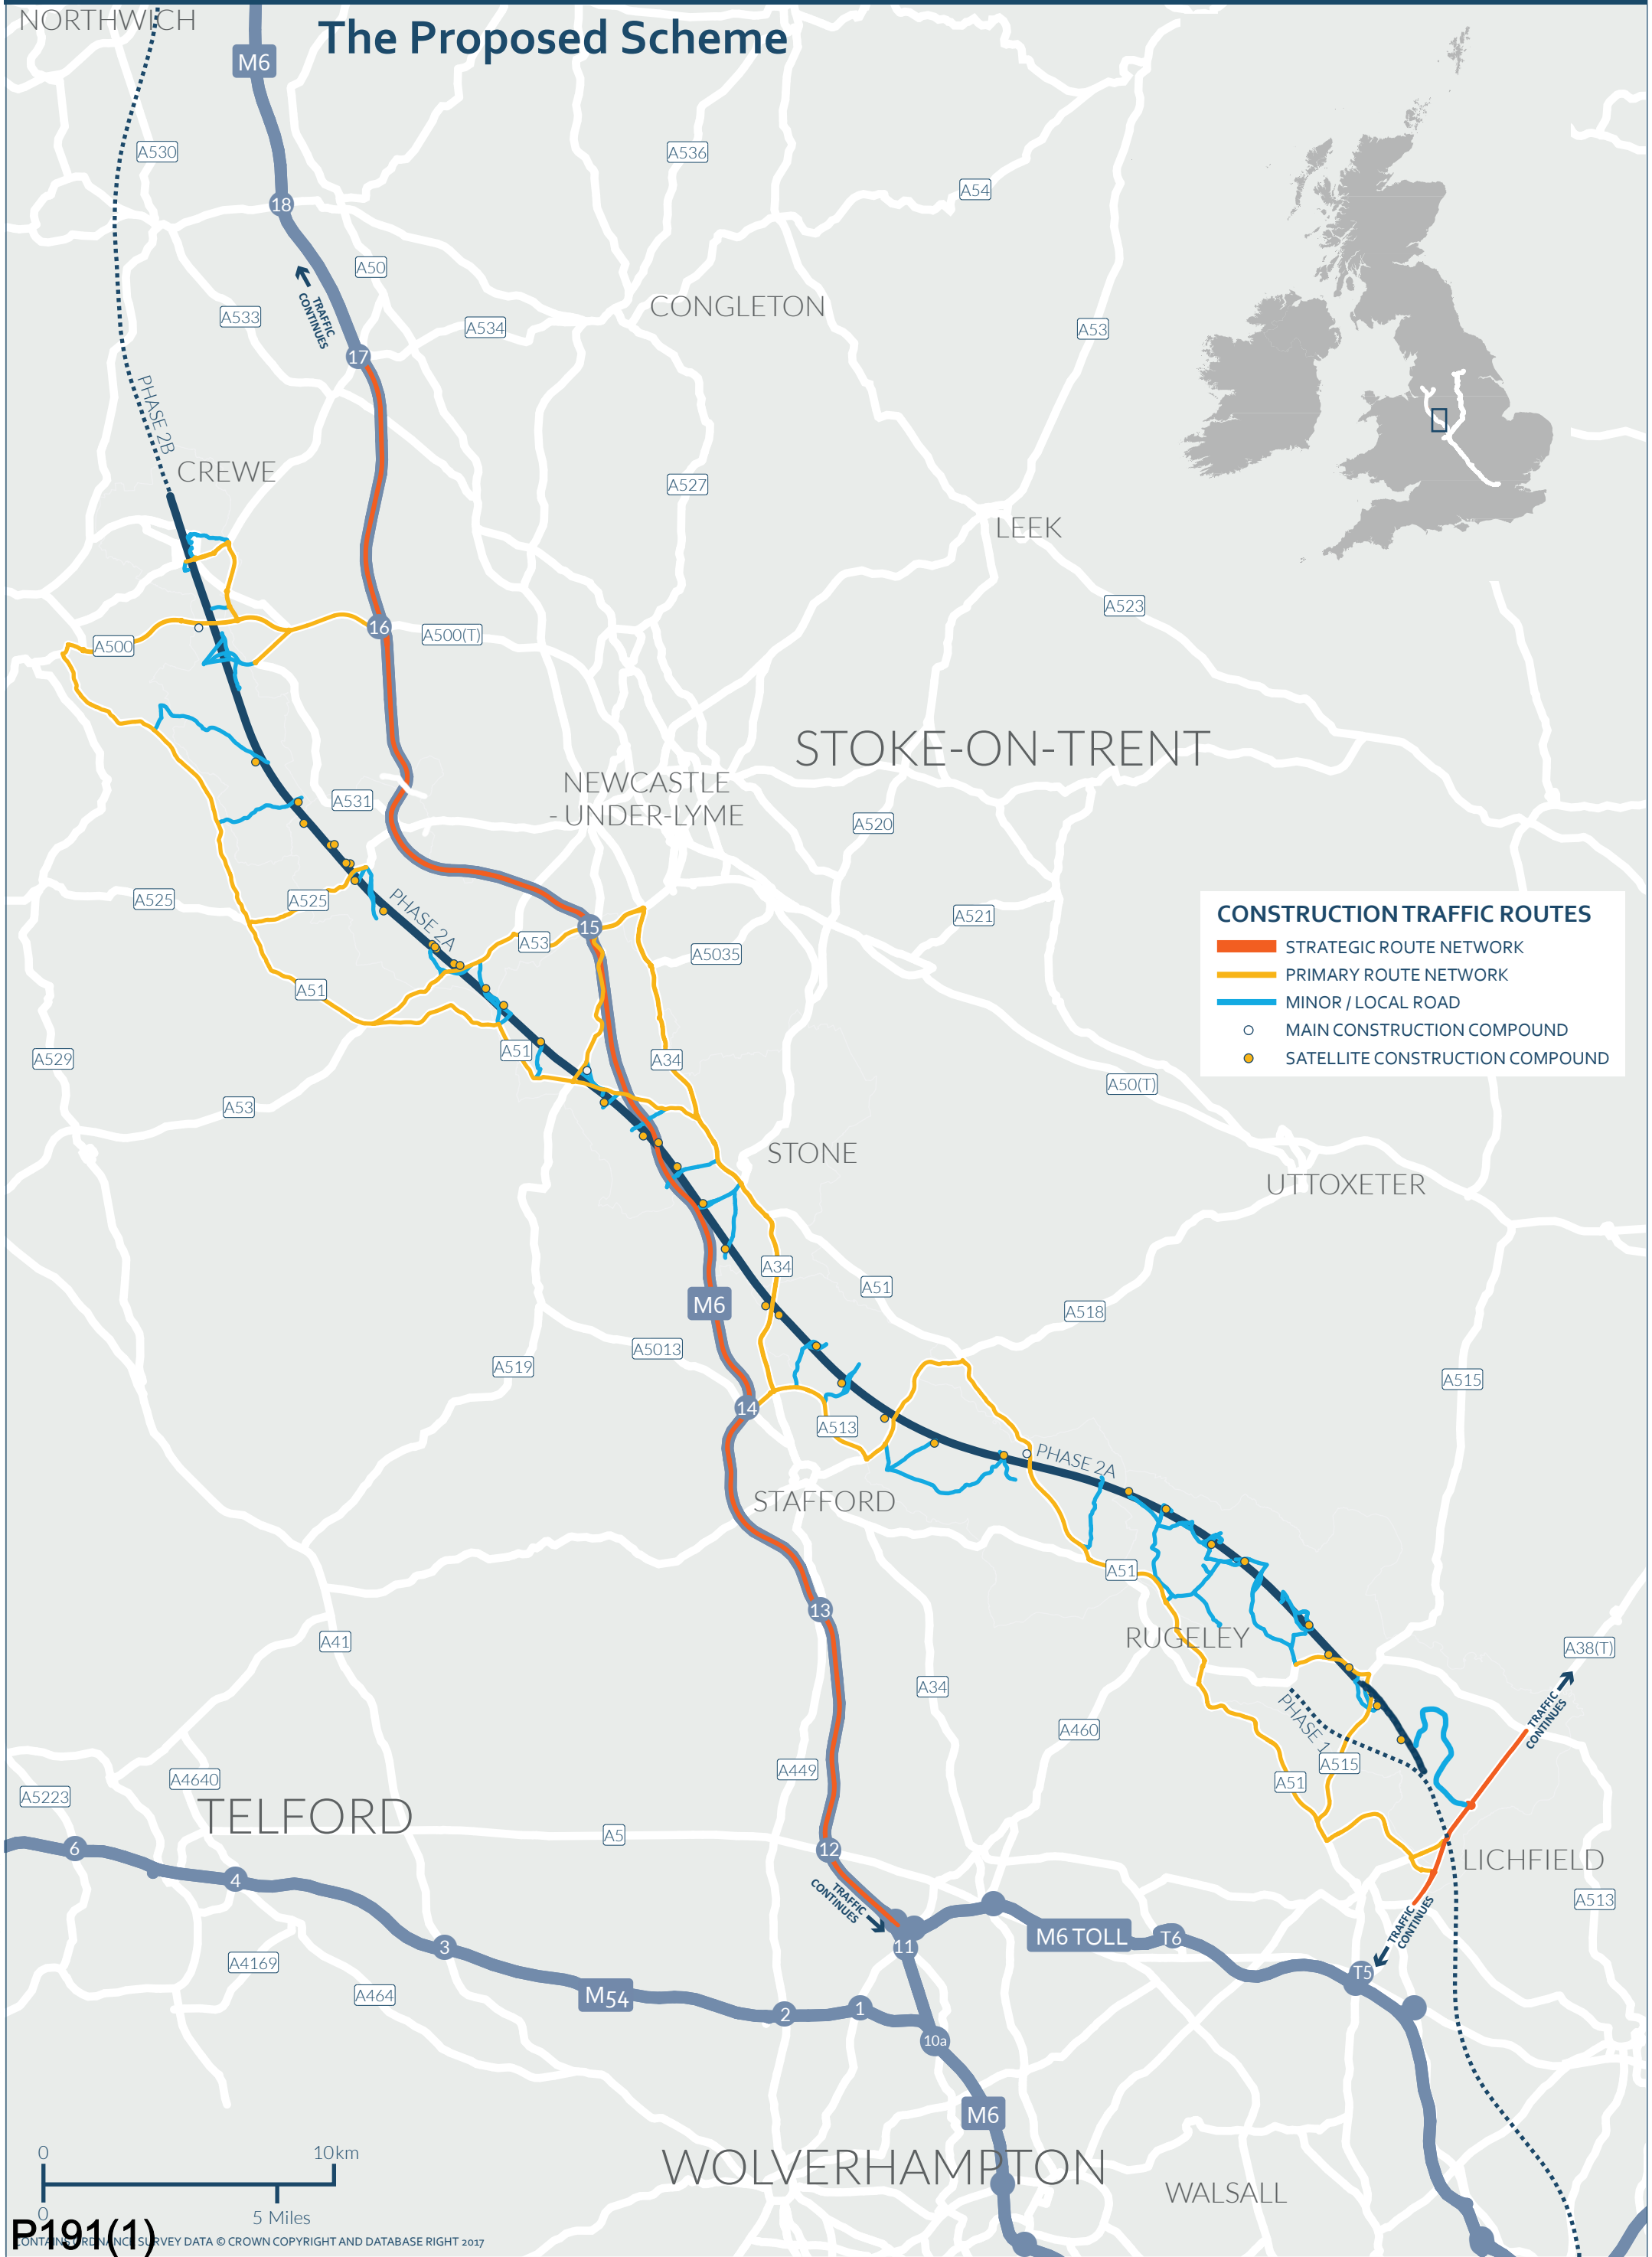 NORTHWICH
The Proposed Scheme
M6
A530
A536
A54
18
A50
TRAFFIC
CONTINUES
A533
A534
CONGLETON
A53
17
PHASE 2B
CREWE
A527
LEEK
A523
16
A500(T)
A500
STOKE-ON-TRENT
NEWCASTLE
- UNDER-LYME
A531
A520
A525
A525
PHASE 2A
15
A53
A521
A5035
CONSTRUCTION TRAFFIC ROUTES
STRATEGIC ROUTE NETWORK
PRIMARY ROUTE NETWORK
MINOR / LOCAL ROAD
MAIN CONSTRUCTION COMPOUND
SATELLITE CONSTRUCTION COMPOUND
A51
A529
A51
A34
A50(T)
A53
STONE
UTTOXETER
A34
A51
M6
A518
A5013
A519
A515
14
A513
PHASE 2A
STAFFORD
A51
13
RUGELEY
A41
A38(T)
A34
PHASE 1
TRAFFIC
CONTINUES
A460
A449
A515
A51
A4640
A5223
TELFORD
A5
6
12
LICHFIELD
4
TRAFFIC
CONTINUES
A513
TRAFFIC
CONTINUES
M6 TOLL
T6
11
3
A4169
T5
A464
M54
2
1
10a
M6
0
10km
WOLVERHAMPTON
WALSALL
0
5 Miles
P191(1)
CONTAINS ORDNANCE SURVEY DATA © CROWN COPYRIGHT AND DATABASE RIGHT 2017